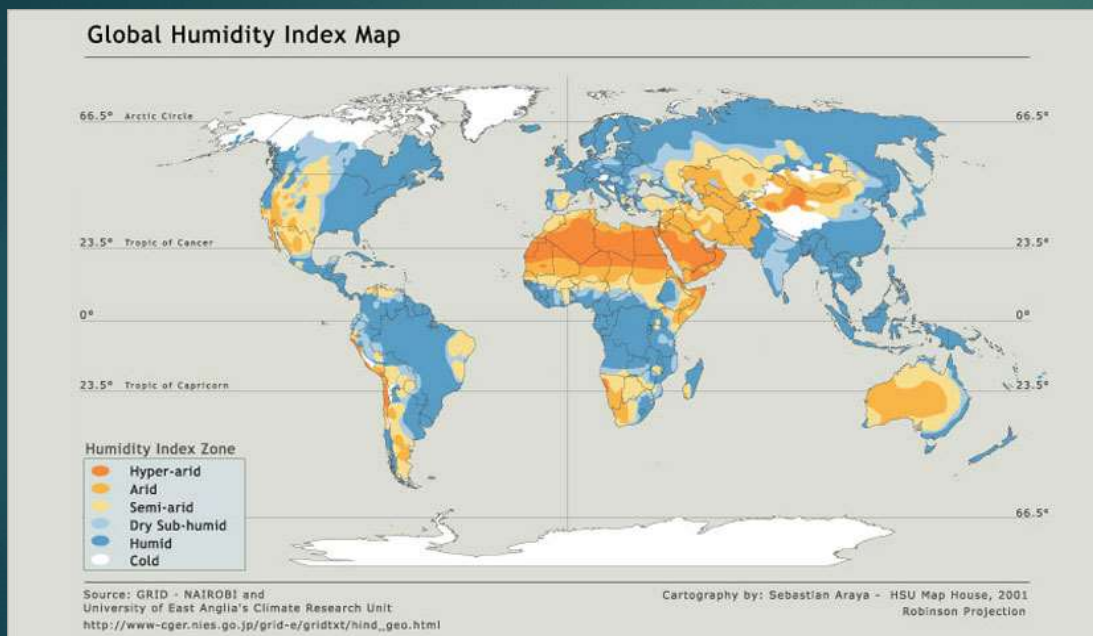 Global Humidity Index Map
66.5° Arctic Circle 66.5°
23.5° Tropic of Cancer 23.5°
0° 0°
23.5° Tropic of Capricorn 23.5°
66.5°
Humidity Index Zone
Hyper-arid
Arid
Semi-arid
Dry Sub-humid
Humid
Cold
Source: GRID - NAIROBI and
University of East Anglia's Climate Research Unit
http://www-cger.nies.go.jp/grid-e/gridtxt/hind_geo.html
Cartography by: Sebastian Araya - HSU Map House, 2001
Robinson Projection